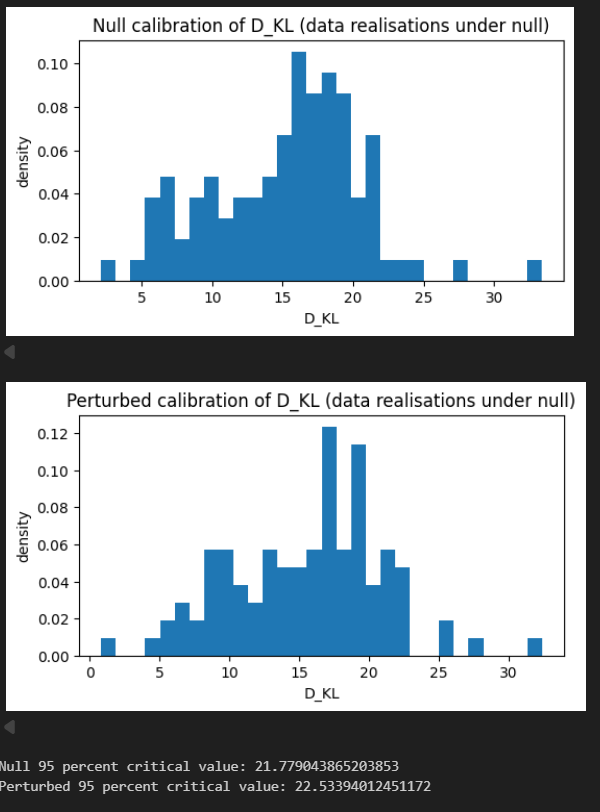 Null calibration of D_KL (data realisations under null)
0.10
0.08
0.06
0.04
0.02
0.00
density
5 10 15 20 25 30
D_KL
Perturbed calibration of D_KL (data realisations under null)
0.12
0.10
0.08
0.06
0.04
0.02
0.00
density
0 5 10 15 20 25 30
D_KL
Null 95 percent critical value: 21.779043865203853
Perturbed 95 percent critical value: 22.53394012451172